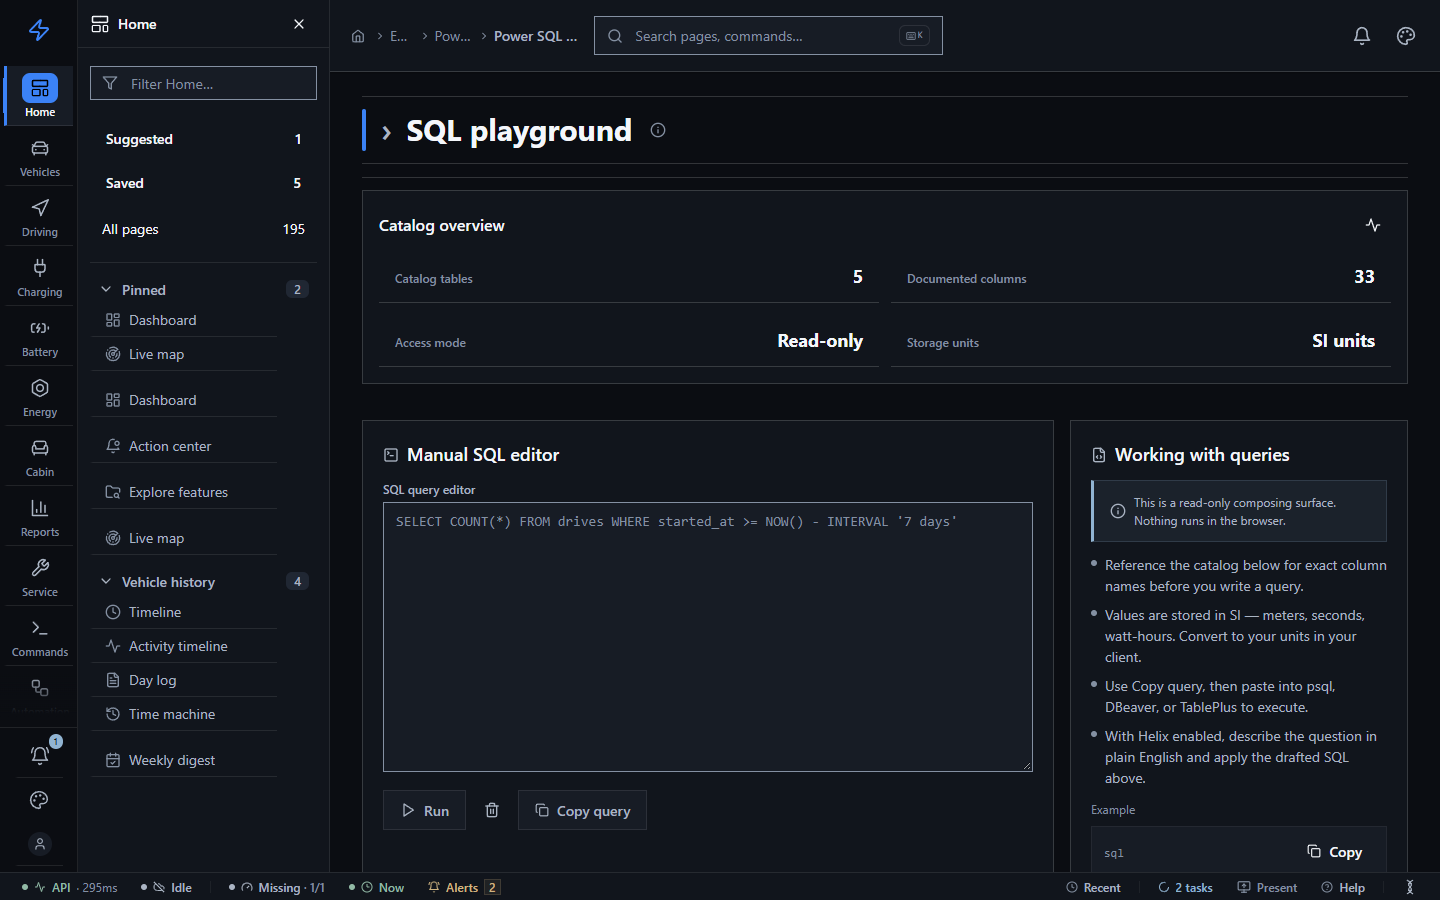 Home
Vehicles
Driving
Charging
Battery
Energy
Cabin
Reports
Service
Commands
1
Home
Filter Home...
Suggested 1
Saved 5
All pages 195
Pinned 2
Dashboard
Live map
Dashboard
Action center
Explore features
Live map
Vehicle history 4
Timeline
Activity timeline
Day log
Time machine
Weekly digest
E... Pow... Power SQL ...
Search pages, commands... K
SQL playground
Catalog overview
Catalog tables 5
Documented columns 33
Access mode Read-only
Storage units SI units
Manual SQL editor
SQL query editor
SELECT COUNT(*) FROM drives WHERE started_at >= NOW() - INTERVAL '7 days'
Run
Copy query
Working with queries
This is a read-only composing surface.
Nothing runs in the browser.
Reference the catalog below for exact column
names before you write a query.
Values are stored in SI — meters, seconds,
watt-hours. Convert to your units in your
client.
Use Copy query, then paste into psql,
DBeaver, or TablePlus to execute.
With Helix enabled, describe the question in
plain English and apply the drafted SQL
above.
Example
sql Copy
API · 295ms Idle Missing · 1/1 Now Alerts 2 Recent 2 tasks Present Help